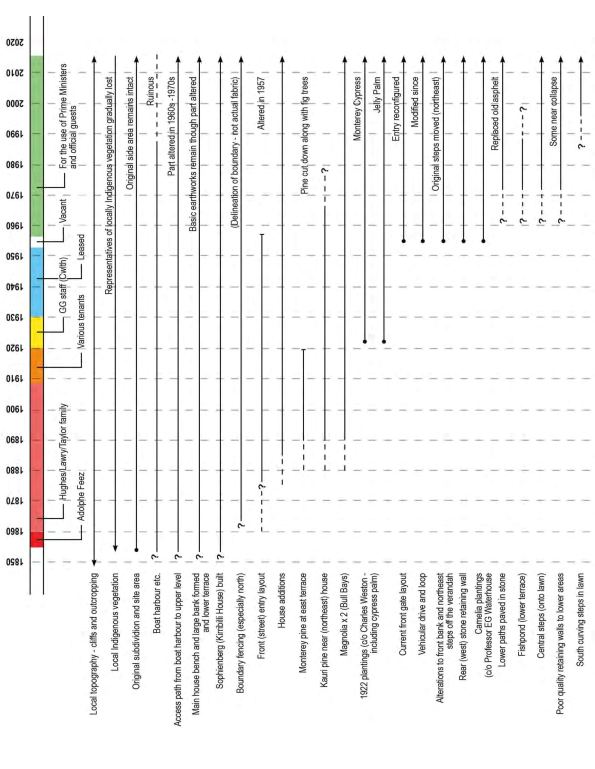 1850
1860
1870
1880
1890
1900
1910
1920
1930
1940
1950
1960
1970
1980
1990
2000
2010
2020
Adolphe Feez
Hughes/Lawry/Taylor family
Various tenants
GG staff (Cwlth)
Leased
Vacant
For the use of Prime Ministers
and official guests
Local topography - cliffs and outcropping
Local Indigenous vegetation
Representatives of locally Indigenous vegetation gradually lost
Original subdivision and site area
Original side area remains intact
Boat harbour etc.
?
Ruinous
Access path from boat harbour to upper level
?
Part altered in 1960s -1970s
Main house bench and large bank formed
and lower terrace
?
Basic earthworks remain though part altered
Sophienberg (Kirribilli House) built
?
Boundary fencing (especially north)
?
(Delineation of boundary - not actual fabric)
Front (street) entry layout
?
Altered in 1957
House additions
Monterey pine at east terrace
Pine cut down along with fig trees
Kauri pine near (northeast) house
?
Magnolia x 2 (Bull Bays)
1922 plantings (c/o Charles Weston -
including cypress palm)
Monterey Cypress
Jelly Palm
Current front gate layout
Entry reconfigured
Vehicular drive and loop
Modified since
Alterations to front bank and northeast
steps off the verandah
Original steps moved (northeast)
Rear (west) stone retaining wall
Camellia plantings
(c/o Professor EG Waterhouse)
Lower paths paved in stone
?
Replaced old asphelt
Fishpond (lower terrace)
?
?
Central steps (onto lawn)
?
Poor quality retaining walls to lower areas
?
Some near collapse
South curving steps in lawn
?